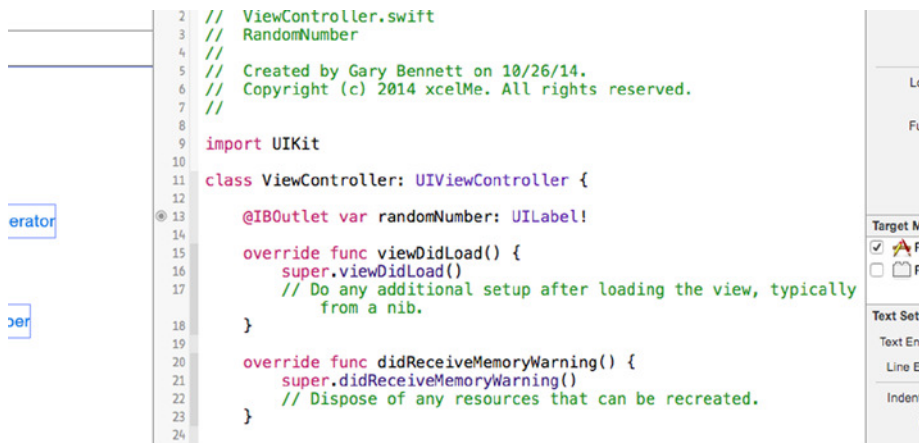 2 // ViewController.swift
3 // RandomNumber
4 //
5 // Created by Gary Bennett on 10/26/14.
6 // Copyright (c) 2014 xcelMe. All rights reserved.
7 //
8
9 import UIKit
10
11 class ViewController: UIViewController {
12
13 @IBOutlet var randomNumber: UILabel!
14
15 override func viewDidLoad() {
16 super.viewDidLoad()
17 // Do any additional setup after loading the view, typically
from a nib.
18 }
19
20 override func didReceiveMemoryWarning() {
21 super.didReceiveMemoryWarning()
22 // Dispose of any resources that can be recreated.
23 }
24
erator
ber
Lo
Fu
Target M
Text Set
Text En
Line E
Inden